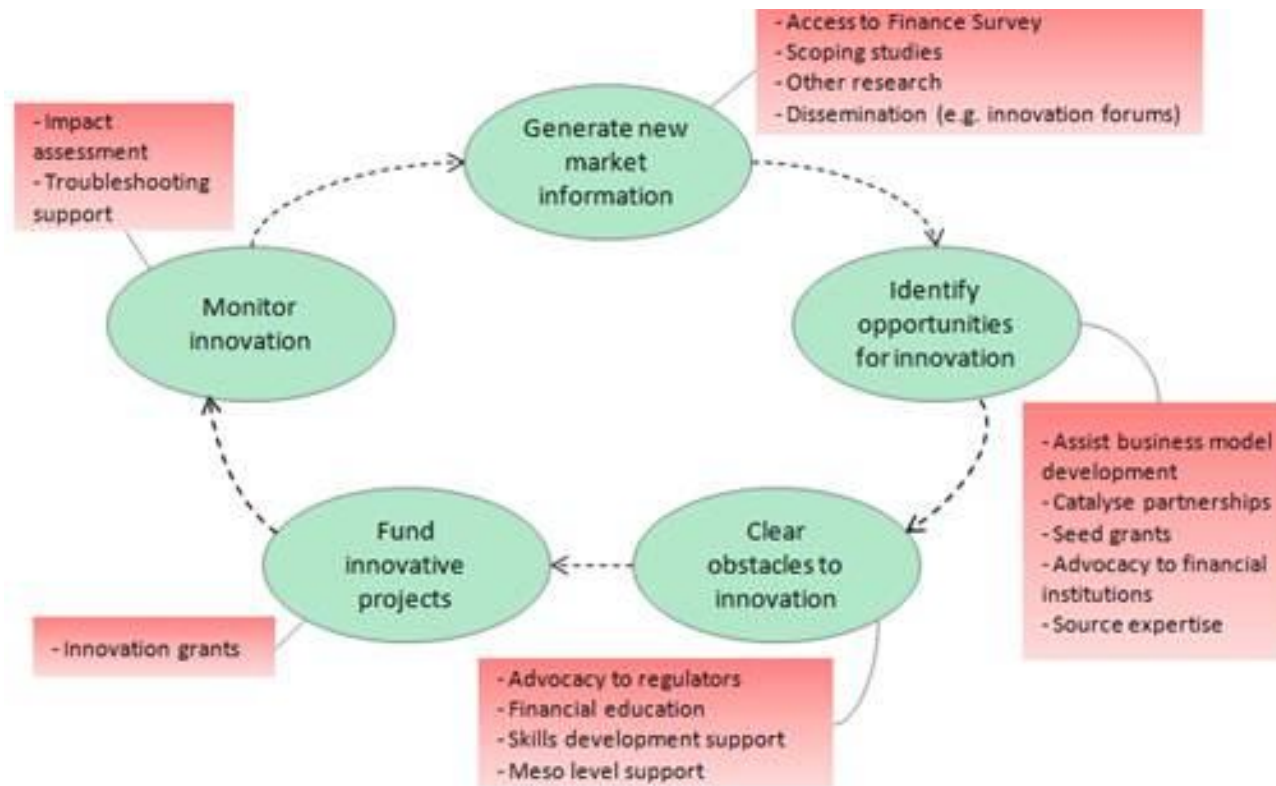 - Access to Finance Survey
- Scoping studies
- Other research
- Dissemination (e.g. innovation forums)
Generate new
market
information
- Impact
assessment
- Troubleshooting
support
Monitor
innovation
Identify
opportunities
for innovation
- Assist business model
development
- Catalyse partnerships
- Seed grants
- Advocacy to financial
institutions
- Source expertise
Clear
obstacles to
innovation
- Advocacy to regulators
- Financial education
- Skills development support
- Meso level support
Fund
innovative
projects
- Innovation grants